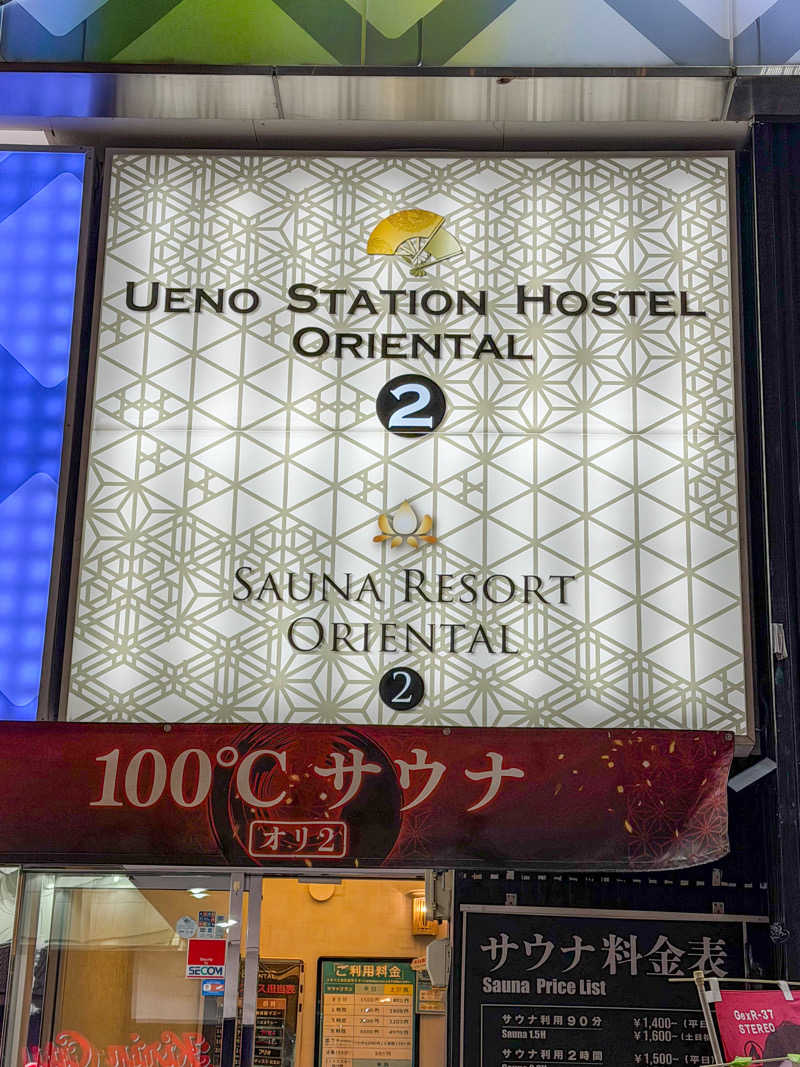 UENO STATION HOSTEL
ORIENTAL
2
SAUNA RESORT
ORIENTAL
2
100℃サウナ
オリ2
SECOM
ご利用料金
サウナ料金表
Sauna Price List
サウナ利用90分 ¥1,400- (平日
Sauna 1.5H ¥1,600-
サウナ利用2時間 ¥1,500- (平日
GexR-37
STEREO